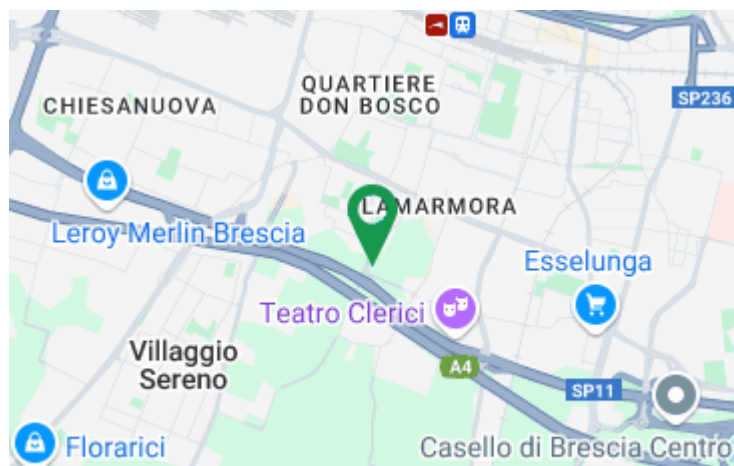 QUARTIERE
DON BOSCO
CHIESANUOVA
SP236
LAMARMORA
Leroy Merlin Brescia
Esselunga
Teatro Clerici
Villaggio
Sereno
A4
SP11
Florarici
Casello di Brescia Centro